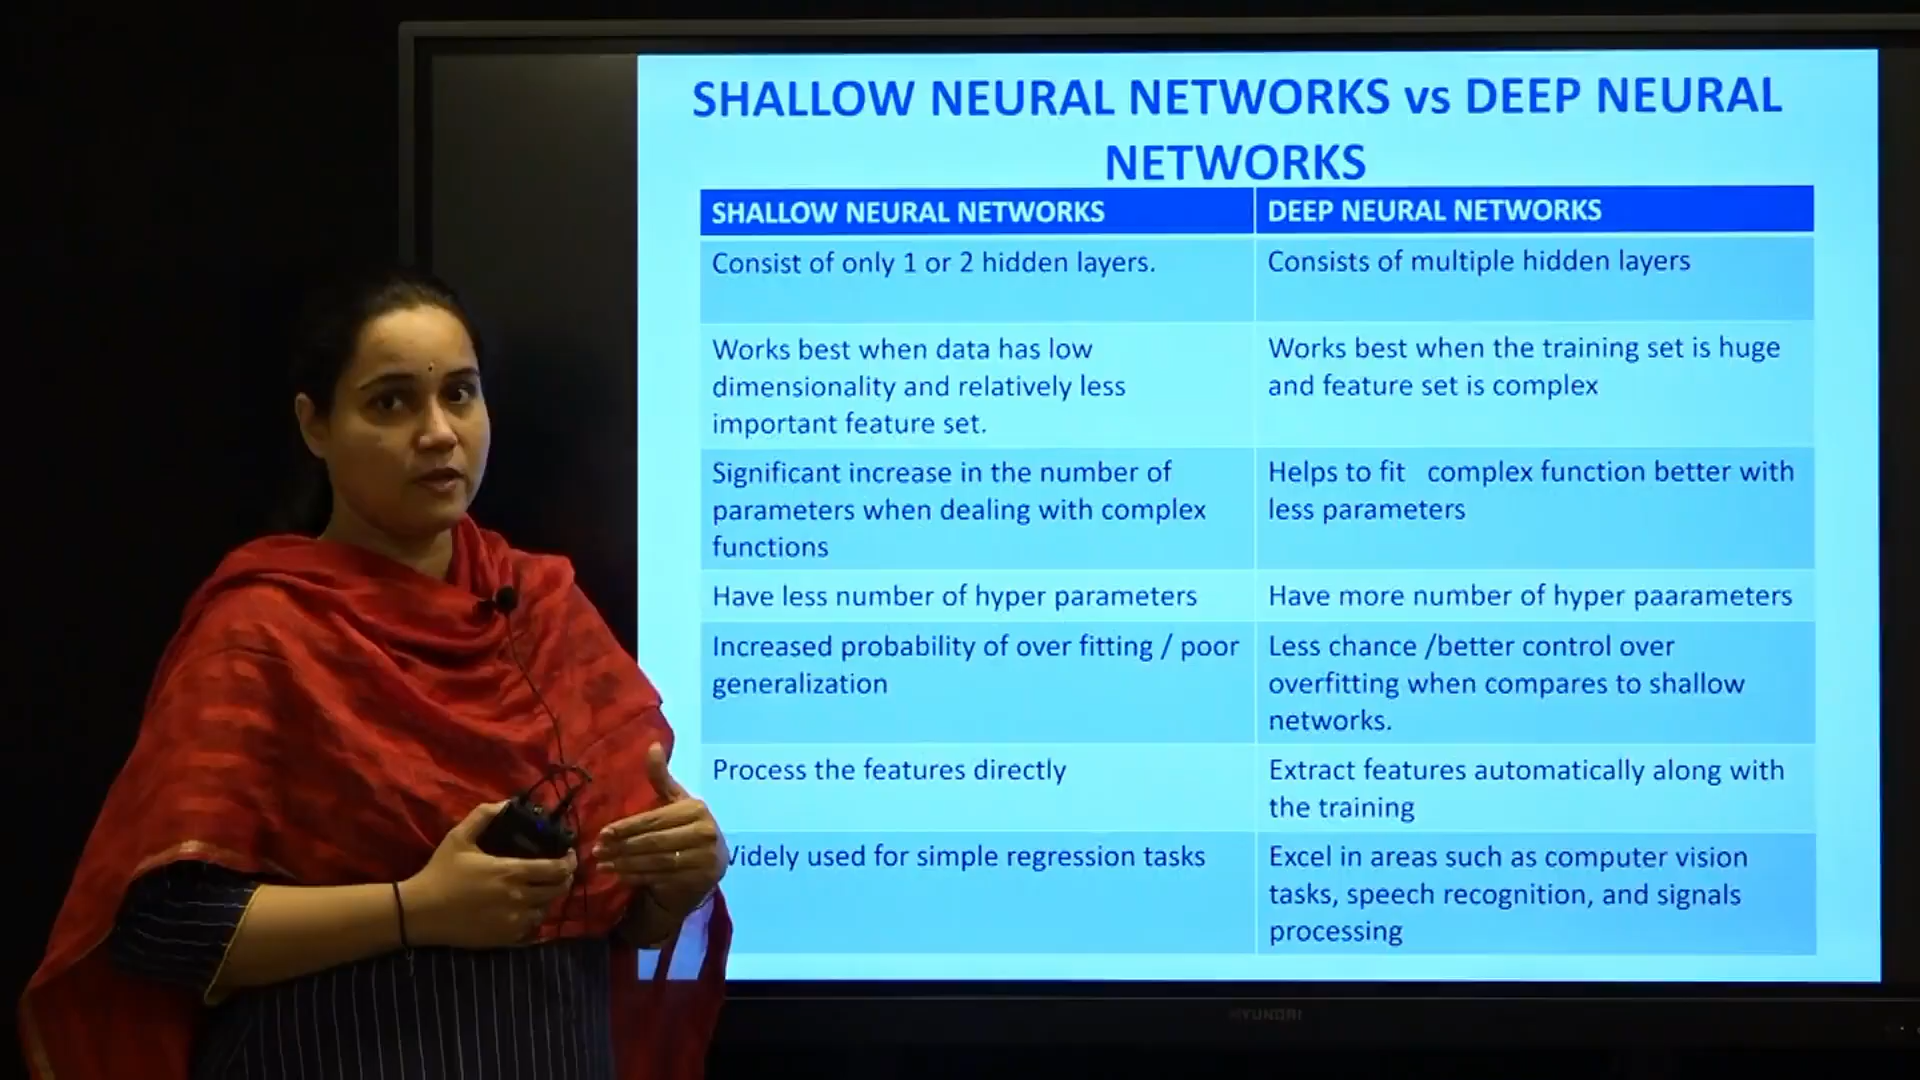 SHALLOW NEURAL NETWORKS vs DEEP NEURAL
NETWORKS
SHALLOW NEURAL NETWORKS
DEEP NEURAL NETWORKS
Consist of only 1 or 2 hidden layers.
Consists of multiple hidden layers
Works best when data has low
dimensionality and relatively less
important feature set.
Works best when the training set is huge
and feature set is complex
Significant increase in the number of
parameters when dealing with complex
functions
Helps to fit complex function better with
less parameters
Have less number of hyper parameters
Have more number of hyper paarameters
Increased probability of over fitting / poor
generalization
Less chance /better control over
overfitting when compares to shallow
networks.
Process the features directly
Extract features automatically along with
the training
Widely used for simple regression tasks
Excel in areas such as computer vision
tasks, speech recognition, and signals
processing
HYUNDAI